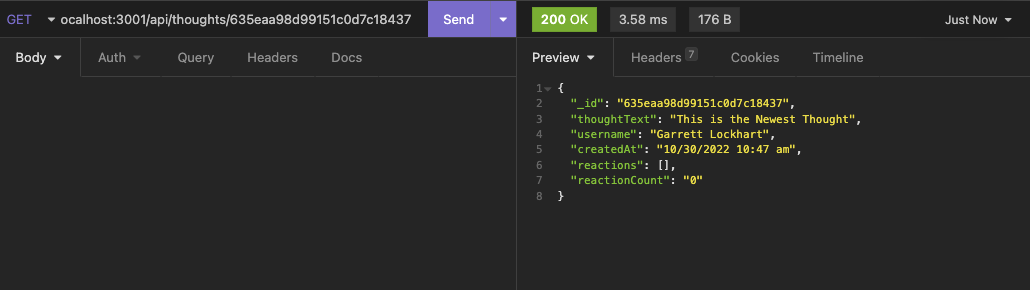 GET ocalhost:3001/api/thoughts/635eaa98d99151c0d7c18437 Send 200 OK 3.58 ms 176 B Just Now
Body Auth Query Headers Docs Preview Headers 7 Cookies Timeline
1 {
2 "_id": "635eaa98d99151c0d7c18437",
3 "thoughtText": "This is the Newest Thought",
4 "username": "Garrett Lockhart",
5 "createdAt": "10/30/2022 10:47 am",
6 "reactions": [],
7 "reactionCount": "0"
8 }